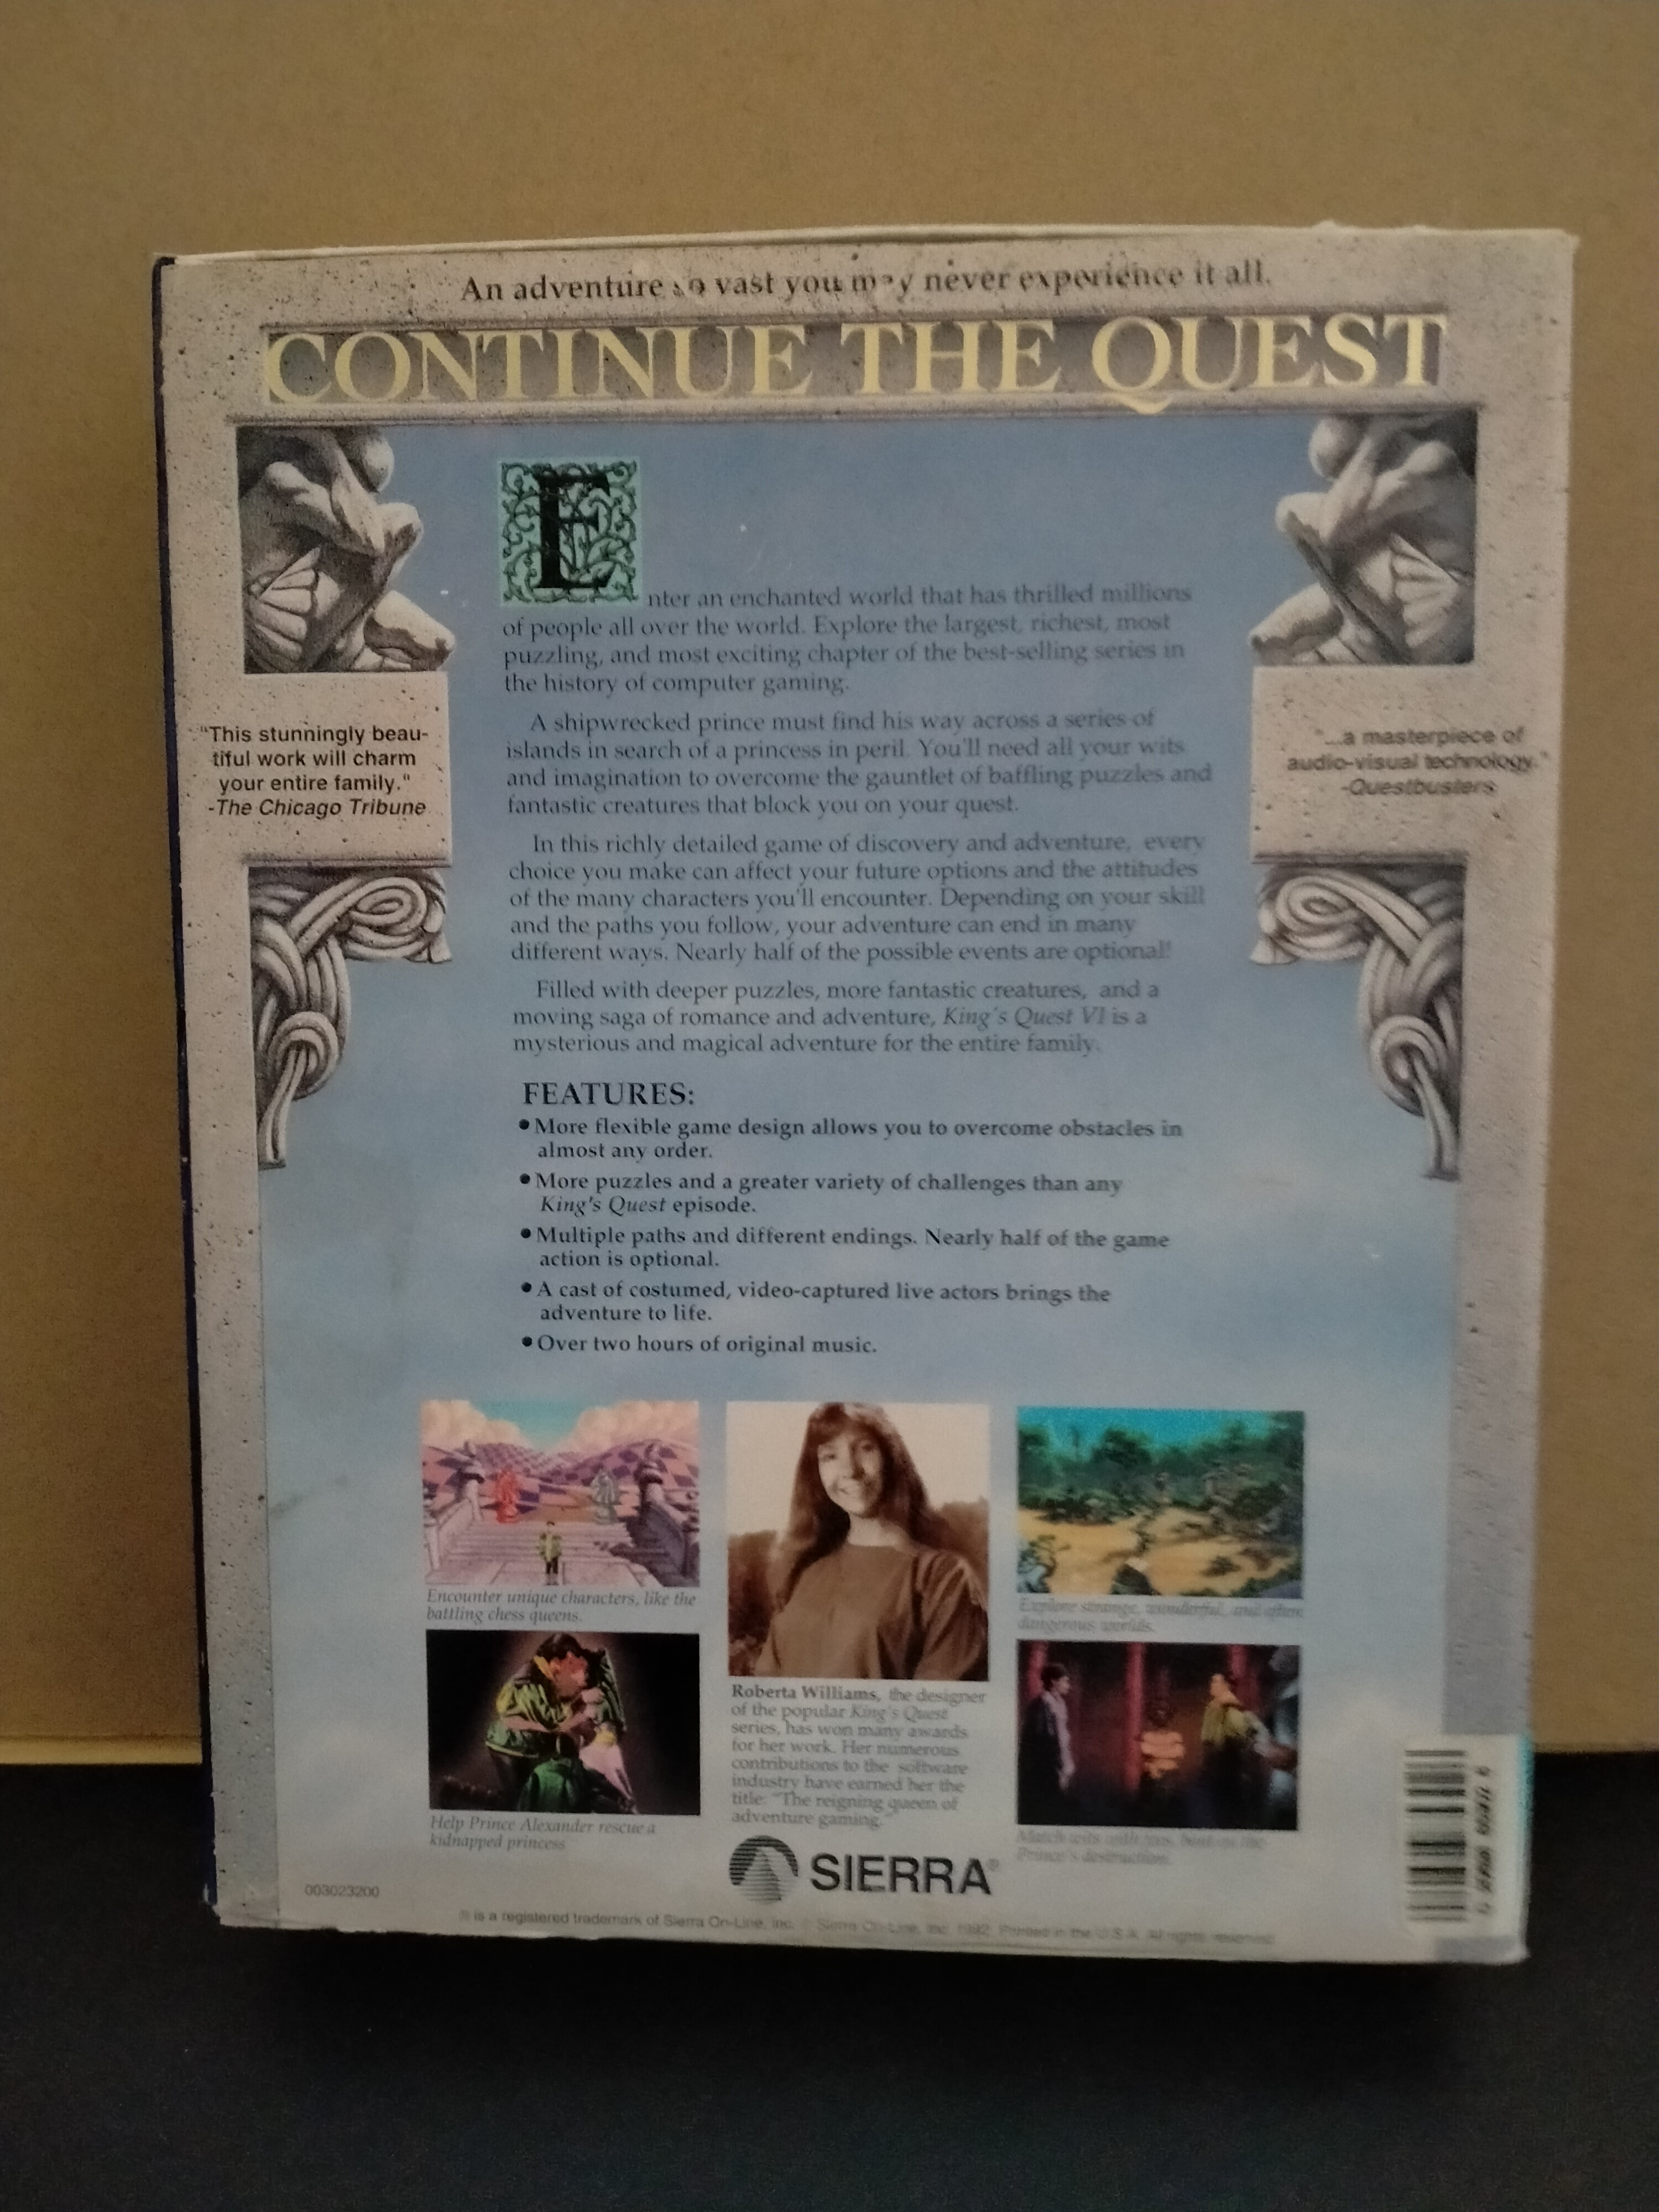 An adventure so vast you may never experience it all.
CONTINUE THE QUEST
Enter an enchanted world that has thrilled millions
of people all over the world. Explore the largest, richest, most
puzzling, and most exciting chapter of the best-selling series in
the history of computer gaming.
A shipwrecked prince must find his way across a series of
islands in search of a princess in peril. You'll need all your wits
and imagination to overcome the gauntlet of baffling puzzles and
fantastic creatures that block you on your quest.
In this richly detailed game of discovery and adventure, every
choice you make can affect your future options and the attitudes
of the many characters you'll encounter. Depending on your skill
and the paths you follow, your adventure can end in many
different ways. Nearly half of the possible events are optional!
Filled with deeper puzzles, more fantastic creatures, and a
moving saga of romance and adventure, King's Quest VI is a
mysterious and magical adventure for the entire family.
"This stunningly beau-
tiful work will charm
your entire family."
-The Chicago Tribune
"...a masterpiece of
audio-visual technology."
-Questbusters
FEATURES:
• More flexible game design allows you to overcome obstacles in
almost any order.
• More puzzles and a greater variety of challenges than any
King's Quest episode.
• Multiple paths and different endings. Nearly half of the game
action is optional.
• A cast of costumed, video-captured live actors brings the
adventure to life.
• Over two hours of original music.
Encounter unique characters, like the
battling chess queens.
Help Prince Alexander rescue a
kidnapped princess.
Roberta Williams, the designer
of the popular King's Quest
series, has won many awards
for her work. Her numerous
contributions to the software
industry have earned her the
title: "The reigning queen of
adventure gaming."
Explore strange, wonderful, and often
dangerous worlds.
Match wits with
Prince's destruction.
SIERRA®
003023200
® is a registered trademark of Sierra On-Line, Inc. © Sierra On-Line, Inc. 1992. Printed in the U.S.A. All rights reserved.